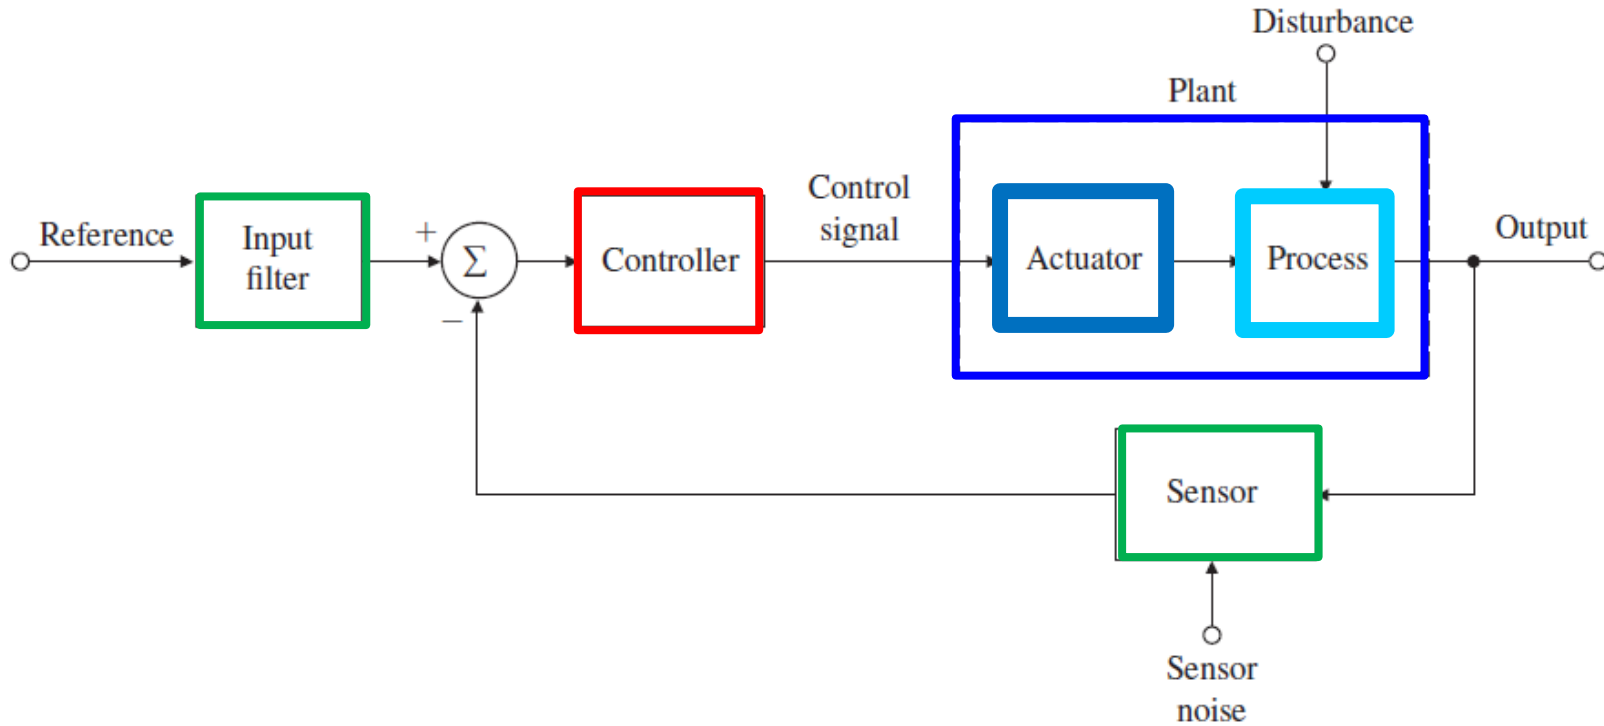 Disturbance
Plant
Control
signal
Reference
Input
filter
+
Σ
−
Controller
Actuator
Process
Output
Sensor
Sensor
noise